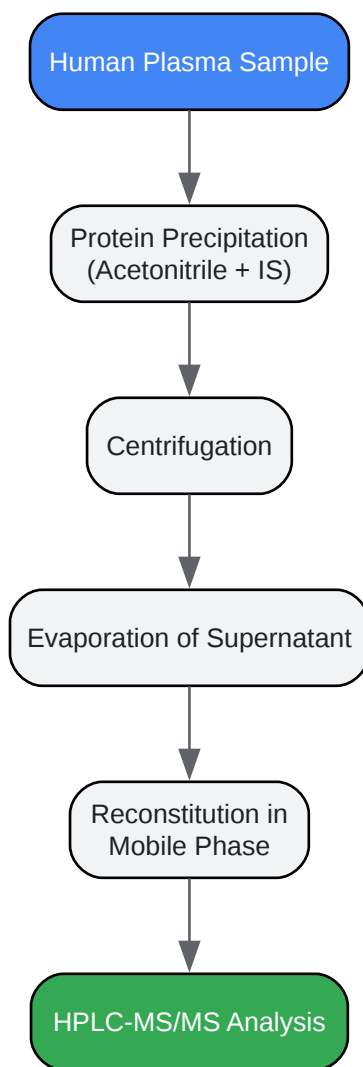 Human Plasma Sample
Protein Precipitation
(Acetonitrile + IS)
Centrifugation
Evaporation of Supernatant
Reconstitution in
Mobile Phase
HPLC-MS/MS Analysis